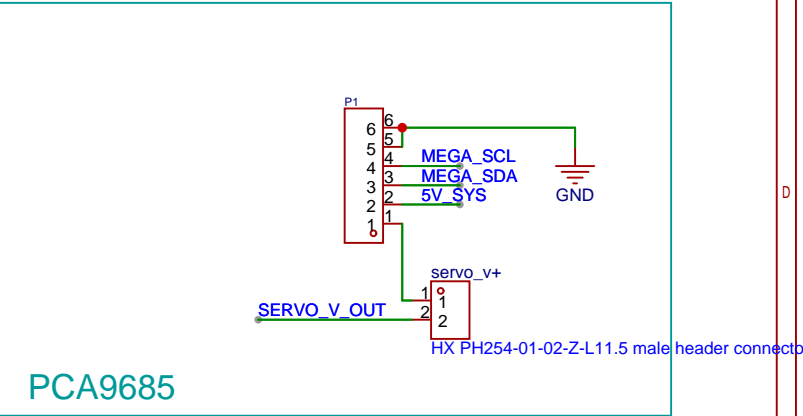 P1
6
6
5
5
4
4
MEGA_SCL
3
3
MEGA_SDA
2
2
5V_SYS
1
1
GND
D
servo_v+
1
1
SERVO_V_OUT
2
2
HX PH254-01-02-Z-L11.5 male header connecto
PCA9685